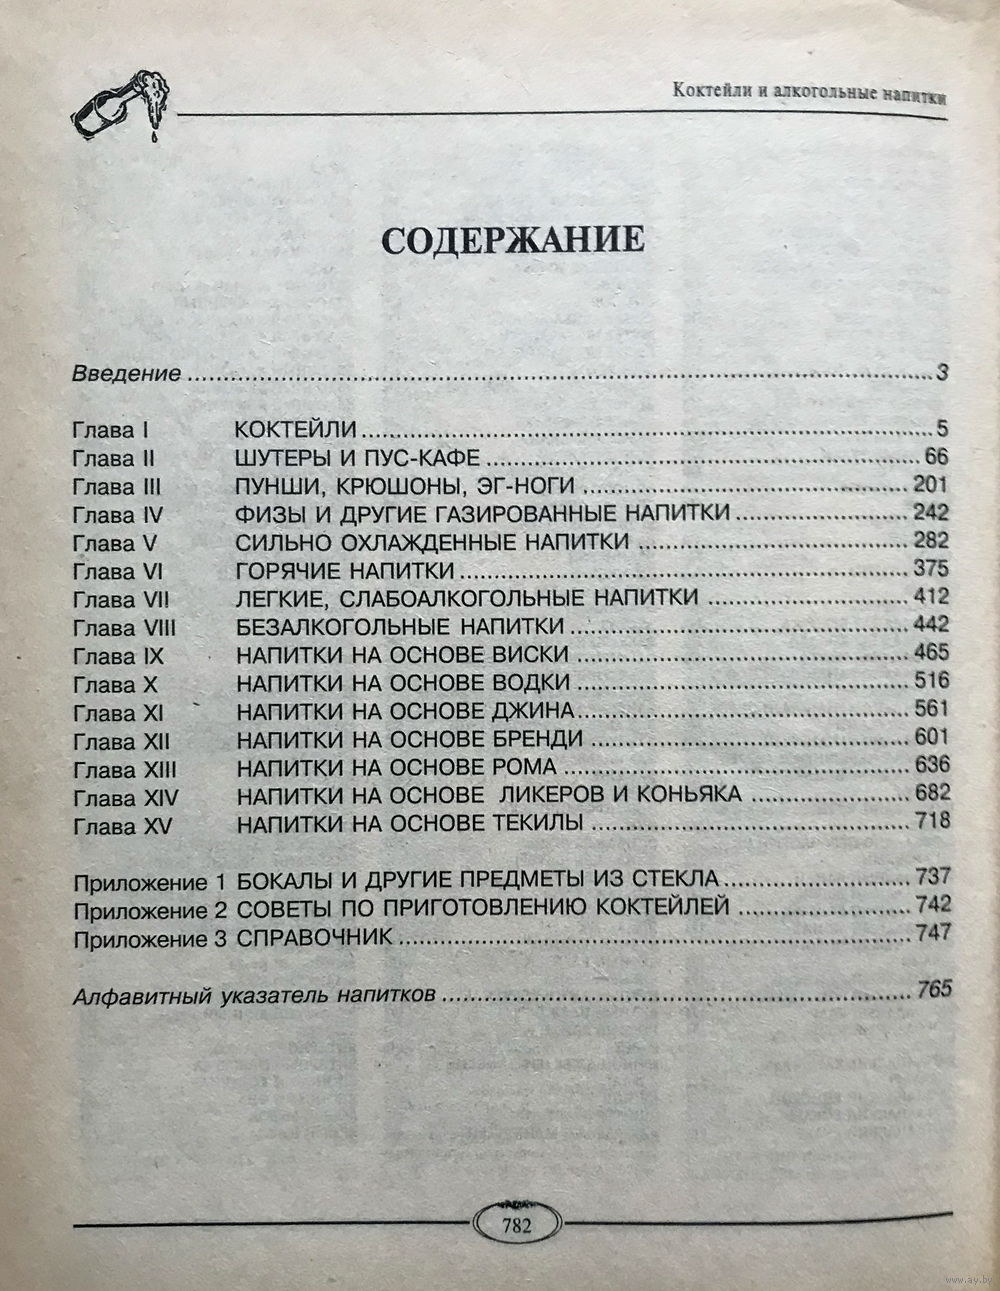 Коктейли и алкогольные напитки
СОДЕРЖАНИЕ
Введение 3
Глава I КОКТЕЙЛИ 5
Глава II ШУТЕРЫ И ПУС-КАФЕ 66
Глава III ПУНШИ, КРЮШОНЫ, ЭГ-НОГИ 201
Глава IV ФИЗЫ И ДРУГИЕ ГАЗИРОВАННЫЕ НАПИТКИ 242
Глава V СИЛЬНО ОХЛАЖДЕННЫЕ НАПИТКИ 282
Глава VI ГОРЯЧИЕ НАПИТКИ 375
Глава VII ЛЕГКИЕ, СЛАБОАЛКОГОЛЬНЫЕ НАПИТКИ 412
Глава VIII БЕЗАЛКОГОЛЬНЫЕ НАПИТКИ 442
Глава IX НАПИТКИ НА ОСНОВЕ ВИСКИ 465
Глава X НАПИТКИ НА ОСНОВЕ ВОДКИ 516
Глава XI НАПИТКИ НА ОСНОВЕ ДЖИНА 561
Глава XII НАПИТКИ НА ОСНОВЕ БРЕНДИ 601
Глава XIII НАПИТКИ НА ОСНОВЕ РОМА 636
Глава XIV НАПИТКИ НА ОСНОВЕ ЛИКЕРОВ И КОНЬЯКА 682
Глава XV НАПИТКИ НА ОСНОВЕ ТЕКИЛЫ 718
Приложение 1 БОКАЛЫ И ДРУГИЕ ПРЕДМЕТЫ ИЗ СТЕКЛА 737
Приложение 2 СОВЕТЫ ПО ПРИГОТОВЛЕНИЮ КОКТЕЙЛЕЙ 742
Приложение 3 СПРАВОЧНИК 747
Алфавитный указатель напитков 765
782
www.ay.by